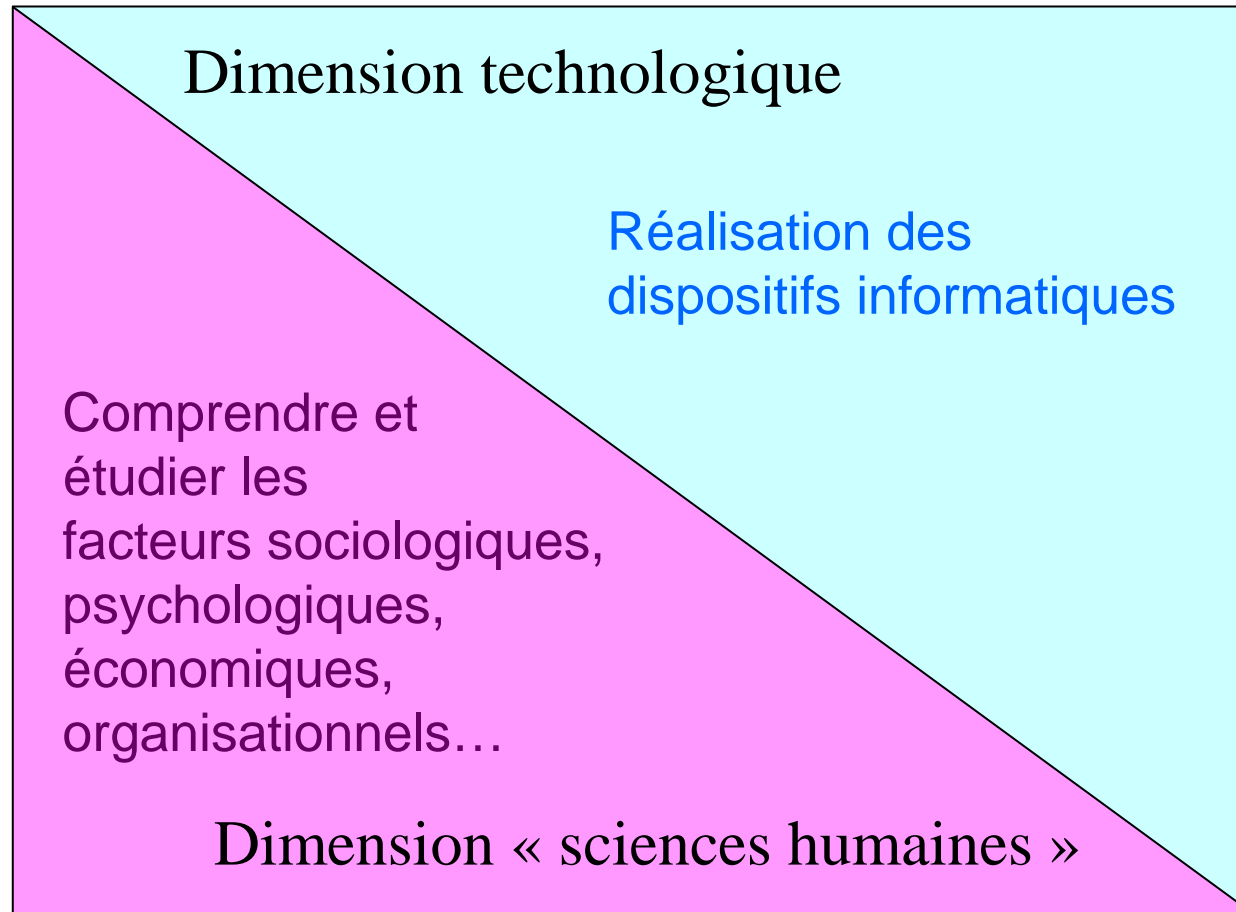 Dimension technologique
Réalisation des
dispositifs informatiques
Comprendre et
étudier les
facteurs sociologiques,
psychologiques,
économiques,
organisationnels…
Dimension « sciences humaines »